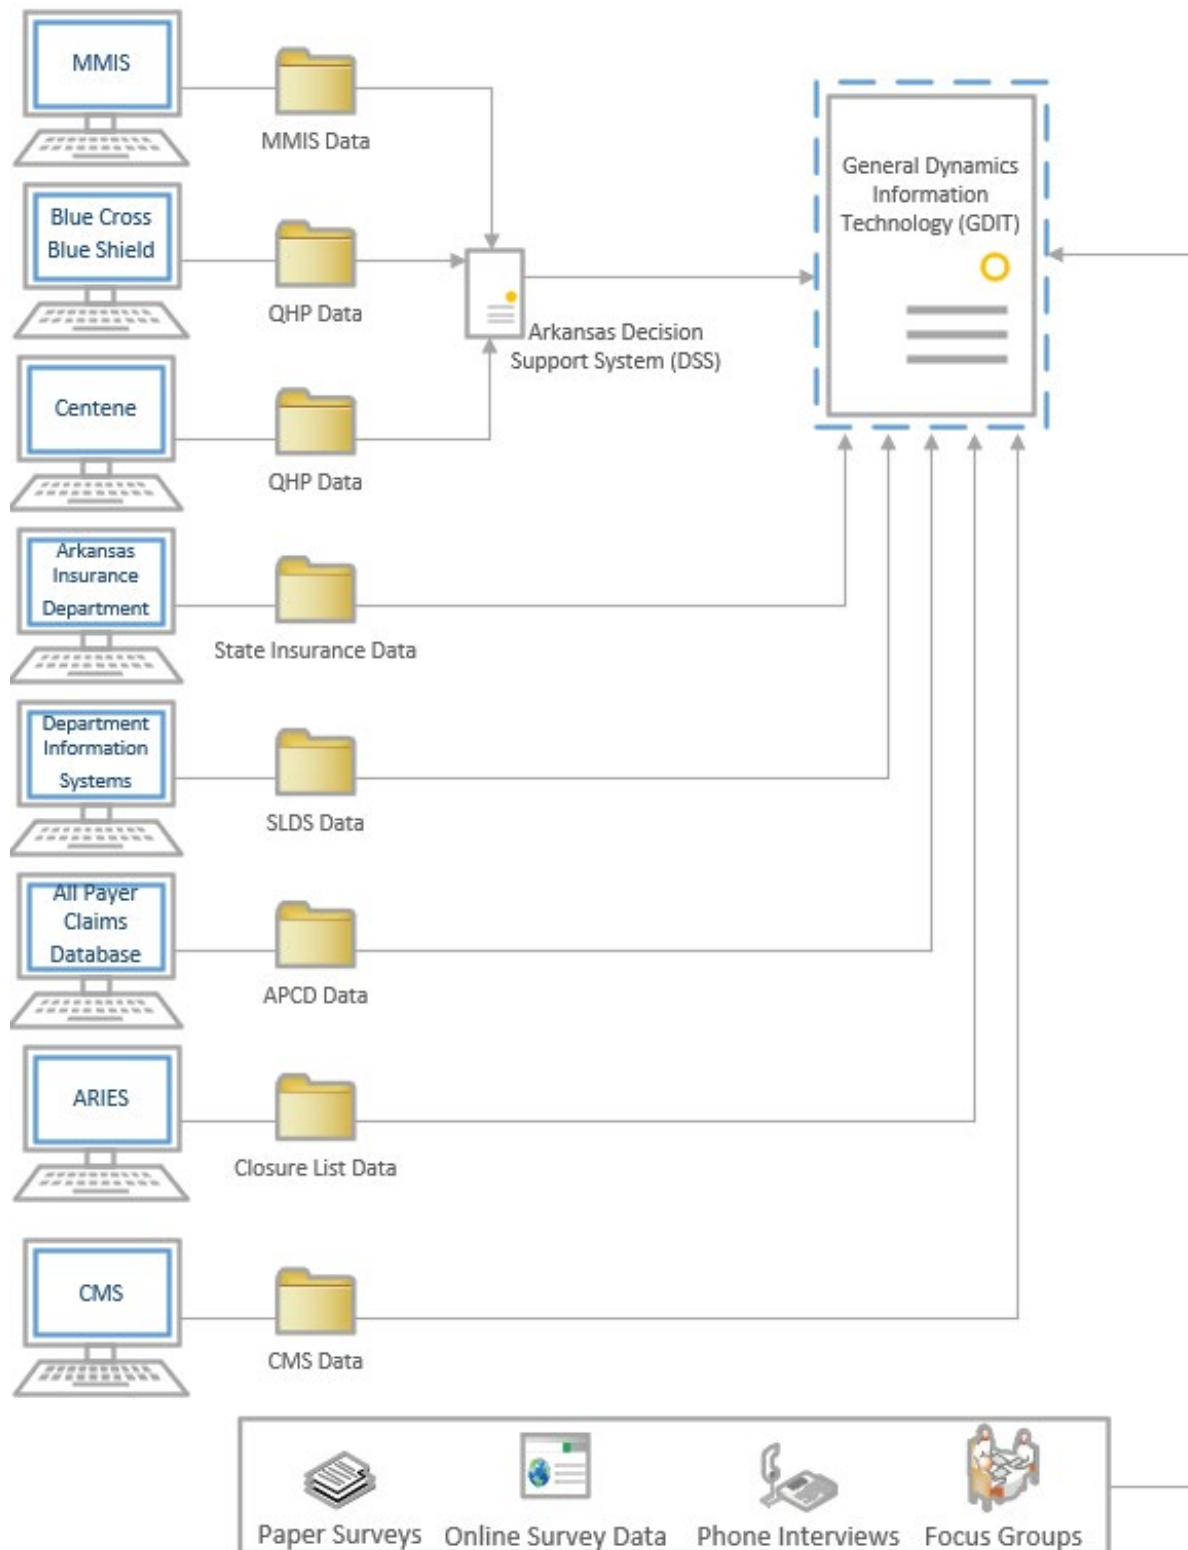 MMIS
MMIS Data
Blue Cross
Blue Shield
QHP Data
Arkansas Decision
Support System (DSS)
General Dynamics
Information
Technology (GDIT)
Centene
QHP Data
Arkansas
Insurance
Department
State Insurance Data
Department
Information
Systems
SLDS Data
All Payer
Claims
Database
APCD Data
ARIES
Closure List Data
CMS
CMS Data
Paper Surveys
Online Survey Data
Phone Interviews
Focus Groups